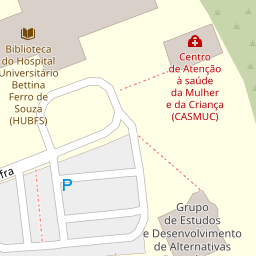 Biblioteca
do Hospital
Universitário
Bettina
Ferro de
Souza
(HUBFS)
Centro
de Atenção
à saúde
da Mulher
e da Criança
(CASMUC)
fra
P
Grupo
de Estudos
e Desenvolvimento
de Alternativas